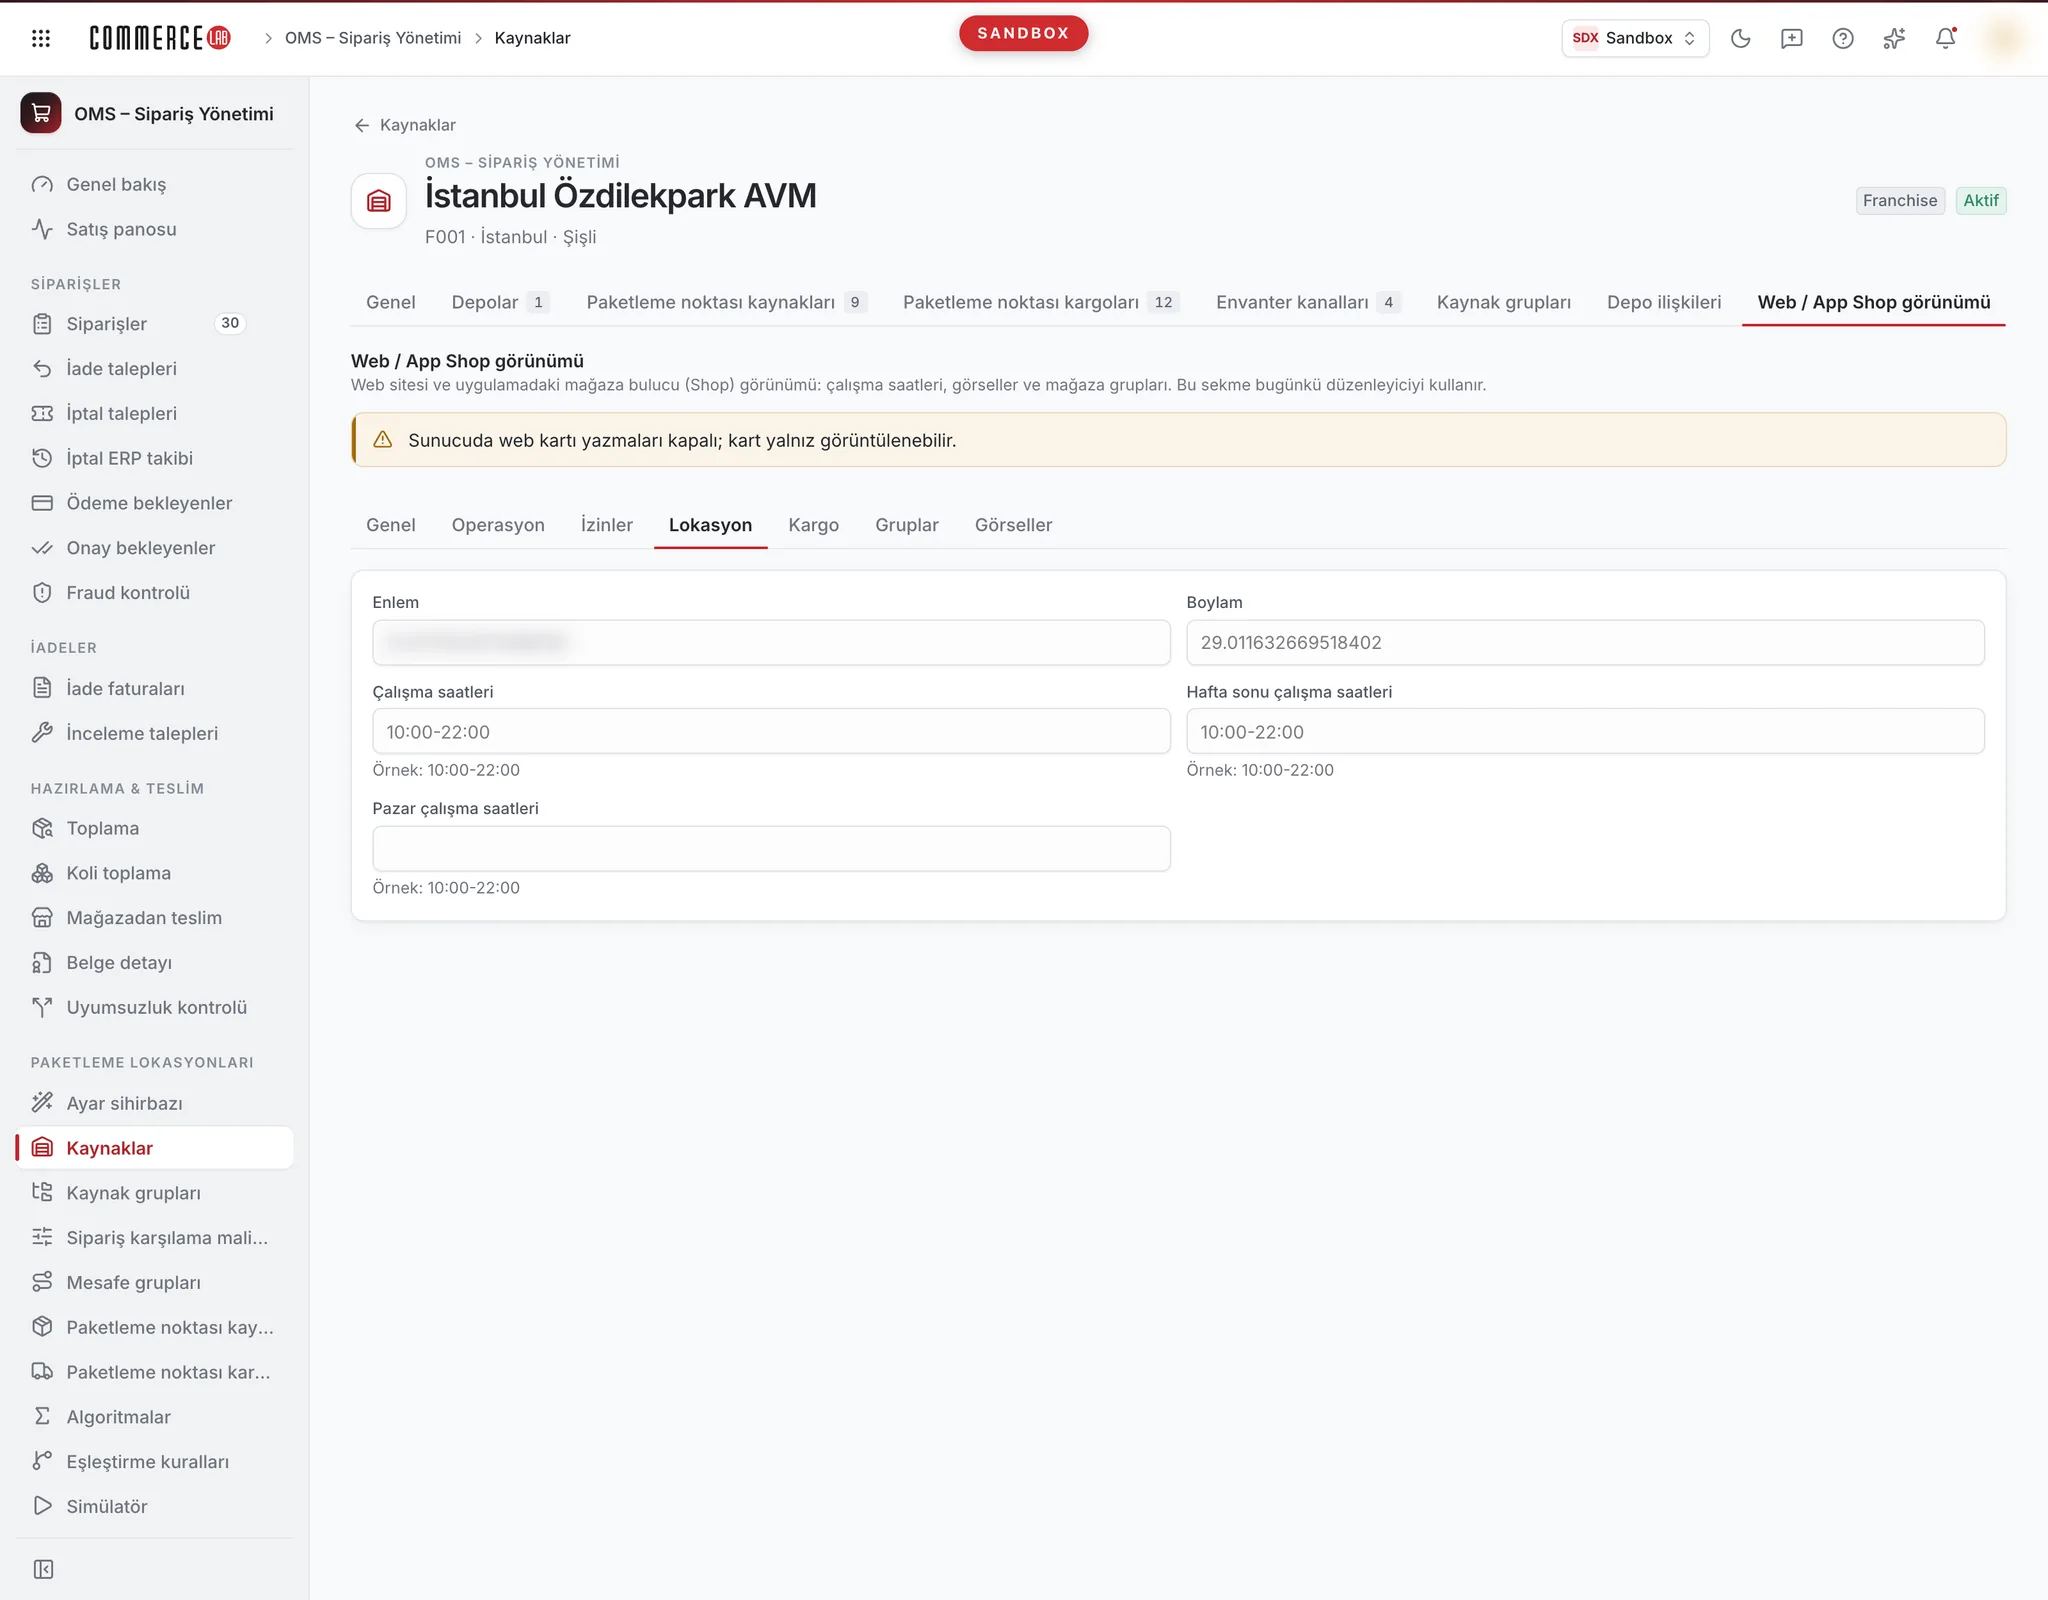 COMMERCE LAB
OMS – Sipariş Yönetimi
Kaynaklar
SANDBOX
SDX Sandbox
OMS – Sipariş Yönetimi
Genel bakış
Satış panosu
SİPARİŞLER
Siparişler 30
İade talepleri
İptal talepleri
İptal ERP takibi
Ödeme bekleyenler
Onay bekleyenler
Fraud kontrolü
İADELER
İade faturaları
İnceleme talepleri
HAZIRLAMA & TESLİM
Toplama
Koli toplama
Mağazadan teslim
Belge detayı
Uyumsuzluk kontrolü
PAKETLEME LOKASYONLARI
Ayar sihirbazı
Kaynaklar
Kaynak grupları
Sipariş karşılama mali...
Mesafe grupları
Paketleme noktası kay...
Paketleme noktası kar...
Algoritmalar
Eşleştirme kuralları
Simülatör
Kaynaklar
OMS – SİPARİŞ YÖNETİMİ
İstanbul Özdilekpark AVM
F001 · İstanbul · Şişli
Franchise Aktif
Genel Depolar 1 Paketleme noktası kaynakları 9 Paketleme noktası kargoları 12 Envanter kanalları 4 Kaynak grupları Depo ilişkileri Web / App Shop görünümü
Web / App Shop görünümü
Web sitesi ve uygulamadaki mağaza bulucu (Shop) görünümü: çalışma saatleri, görseller ve mağaza grupları. Bu sekme bugünkü düzenleyiciyi kullanır.
Sunucuda web kartı yazmaları kapalı; kart yalnız görüntülenebilir.
Genel Operasyon İzinler Lokasyon Kargo Gruplar Görseller
Enlem
Boylam
29.011632669518402
Çalışma saatleri
10:00-22:00
Örnek: 10:00-22:00
Hafta sonu çalışma saatleri
10:00-22:00
Örnek: 10:00-22:00
Pazar çalışma saatleri
Örnek: 10:00-22:00